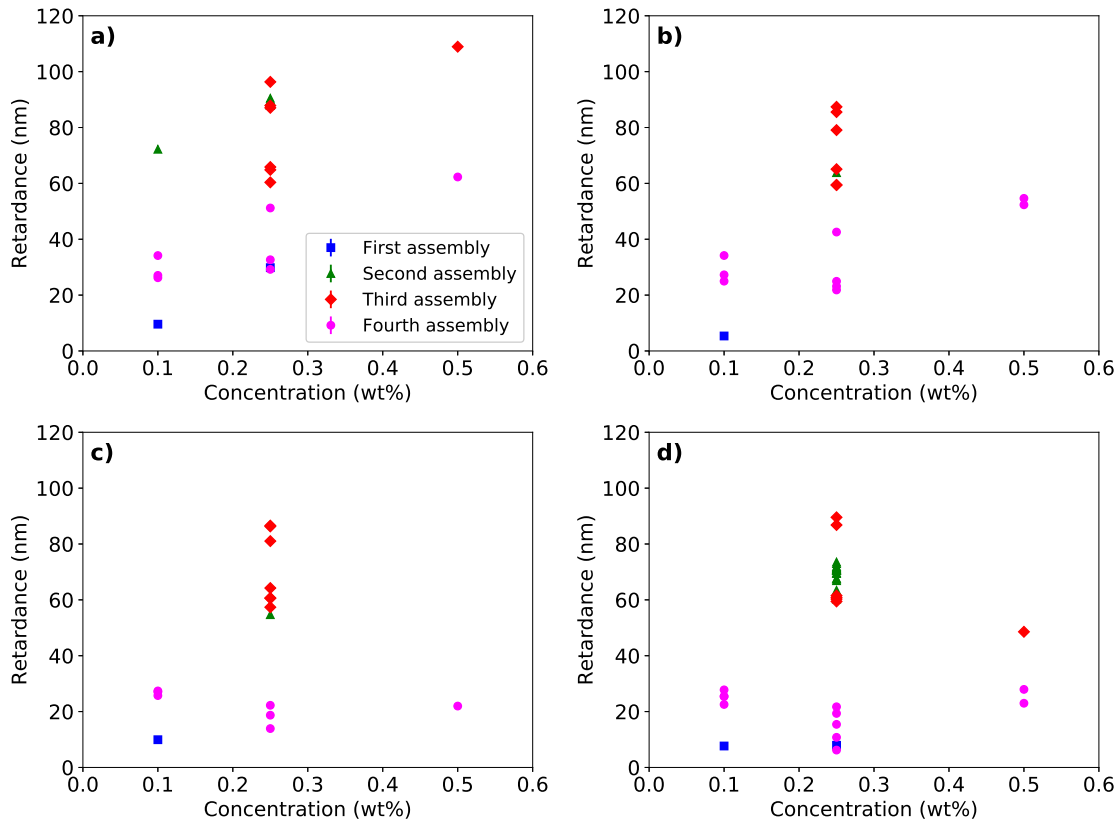 a)
120
100
80
60
40
20
0
Retardance (nm)
0.0 0.1 0.2 0.3 0.4 0.5 0.6
Concentration (wt%)
First assembly
Second assembly
Third assembly
Fourth assembly
b)
120
100
80
60
40
20
0
Retardance (nm)
0.0 0.1 0.2 0.3 0.4 0.5 0.6
Concentration (wt%)
c)
120
100
80
60
40
20
0
Retardance (nm)
0.0 0.1 0.2 0.3 0.4 0.5 0.6
Concentration (wt%)
d)
120
100
80
60
40
20
0
Retardance (nm)
0.0 0.1 0.2 0.3 0.4 0.5 0.6
Concentration (wt%)